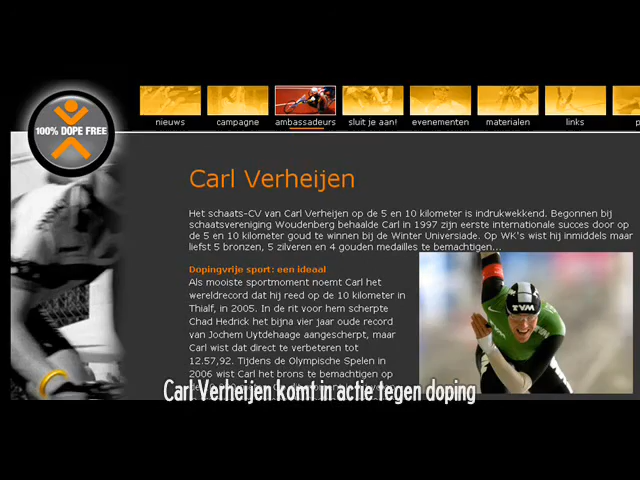 100% DOPE FREE
nieuws
campagne
ambassadeurs
sluit je aan!
evenementen
materialen
links
Carl Verheijen
Het schaats-CV van Carl Verheijen op de 5 en 10 kilometer is indrukwekkend. Begonnen bij
schaatsvereniging Woudenberg behaalde Carl in 1997 zijn eerste internationale succes door op
de 5 en 10 kilometer goud te winnen bij de Winter Universiade. Op WK's wist hij inmiddels maar
liefst 5 bronzen, 5 zilveren en 4 gouden medailles te bemachtigen...
Dopingvrije sport: een ideaal
Als mooiste sportmoment noemt Carl het
wereldrecord dat hij reed op de 10 kilometer in
Thialf, in 2005. In de rit voor hem scherpte
Chad Hedrick het bijna vier jaar oude record
van Jochem Uytdehaage aangescherpt, maar
Carl wist dat direct te verbeteren tot
12.57,92. Tijdens de Olympische Spelen in
2006 wist Carl het brons te bemachtigen op
TVM
Carl Verheijen komt in actie tegen doping